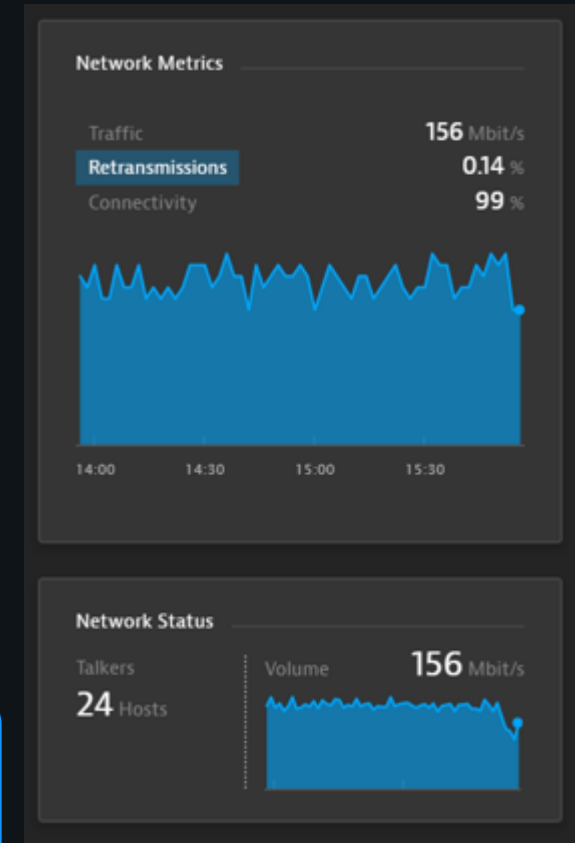 Network Metrics
Traffic 156 Mbit/s
Retransmissions 0.14 %
Connectivity 99 %
14:00 14:30 15:00 15:30
Network Status
Talkers
24 Hosts
Volume 156 Mbit/s